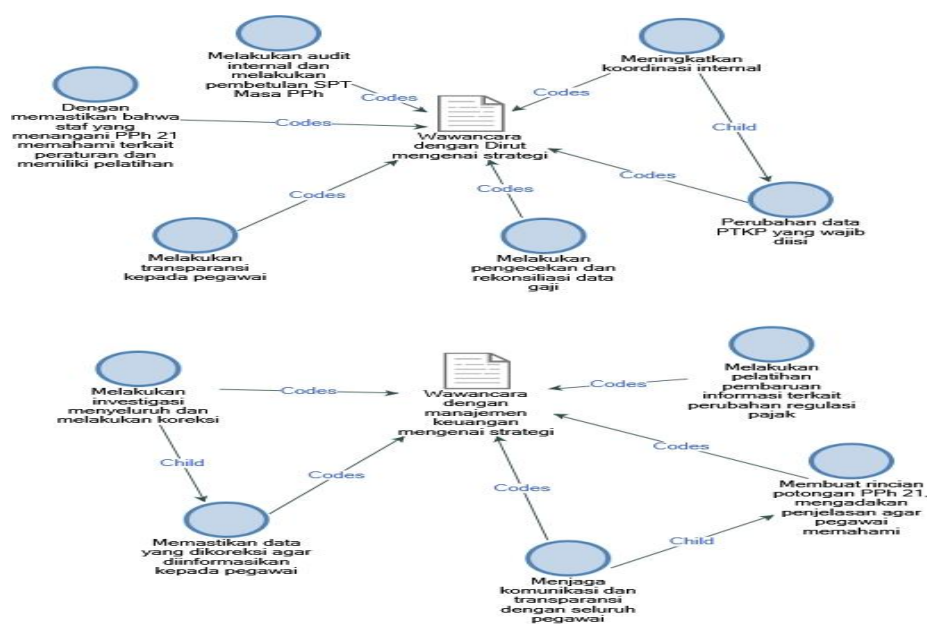 Melakukan audit
internal dan
melakukan
pembetulan SPT
Masa PPh
Codes
Meningkatkan
koordinasi internal
Codes
Child
Dengan
memastikan bahwa
staf yang
menangani PPh 21
memahami terkait
peraturan dan
memiliki pelatihan
Codes
Wawancara
dengan Dirut
mengenai strategi
Codes
Perubahan data
PTKP yang wajib
diisi
Codes
Melakukan
transparansi
kepada pegawai
Codes
Melakukan
pengecekan dan
rekonsiliasi data
gaji
Melakukan
investigasi
menyeluruh dan
melakukan koreksi
Codes
Child
Wawancara
dengan
manajemen
keuangan
mengenai strategi
Codes
Melakukan
pelatihan
pembaruan
informasi terkait
perubahan regulasi
pajak
Codes
Memastikan data
yang dikoreksi agar
diinformasikan
kepada pegawai
Codes
Codes
Membuat rincian
potongan PPh 21,
mengadakan
penjelasan agar
pegawai
memahami
Child
Menjaga
komunikasi dan
transparansi
dengan seluruh
pegawai